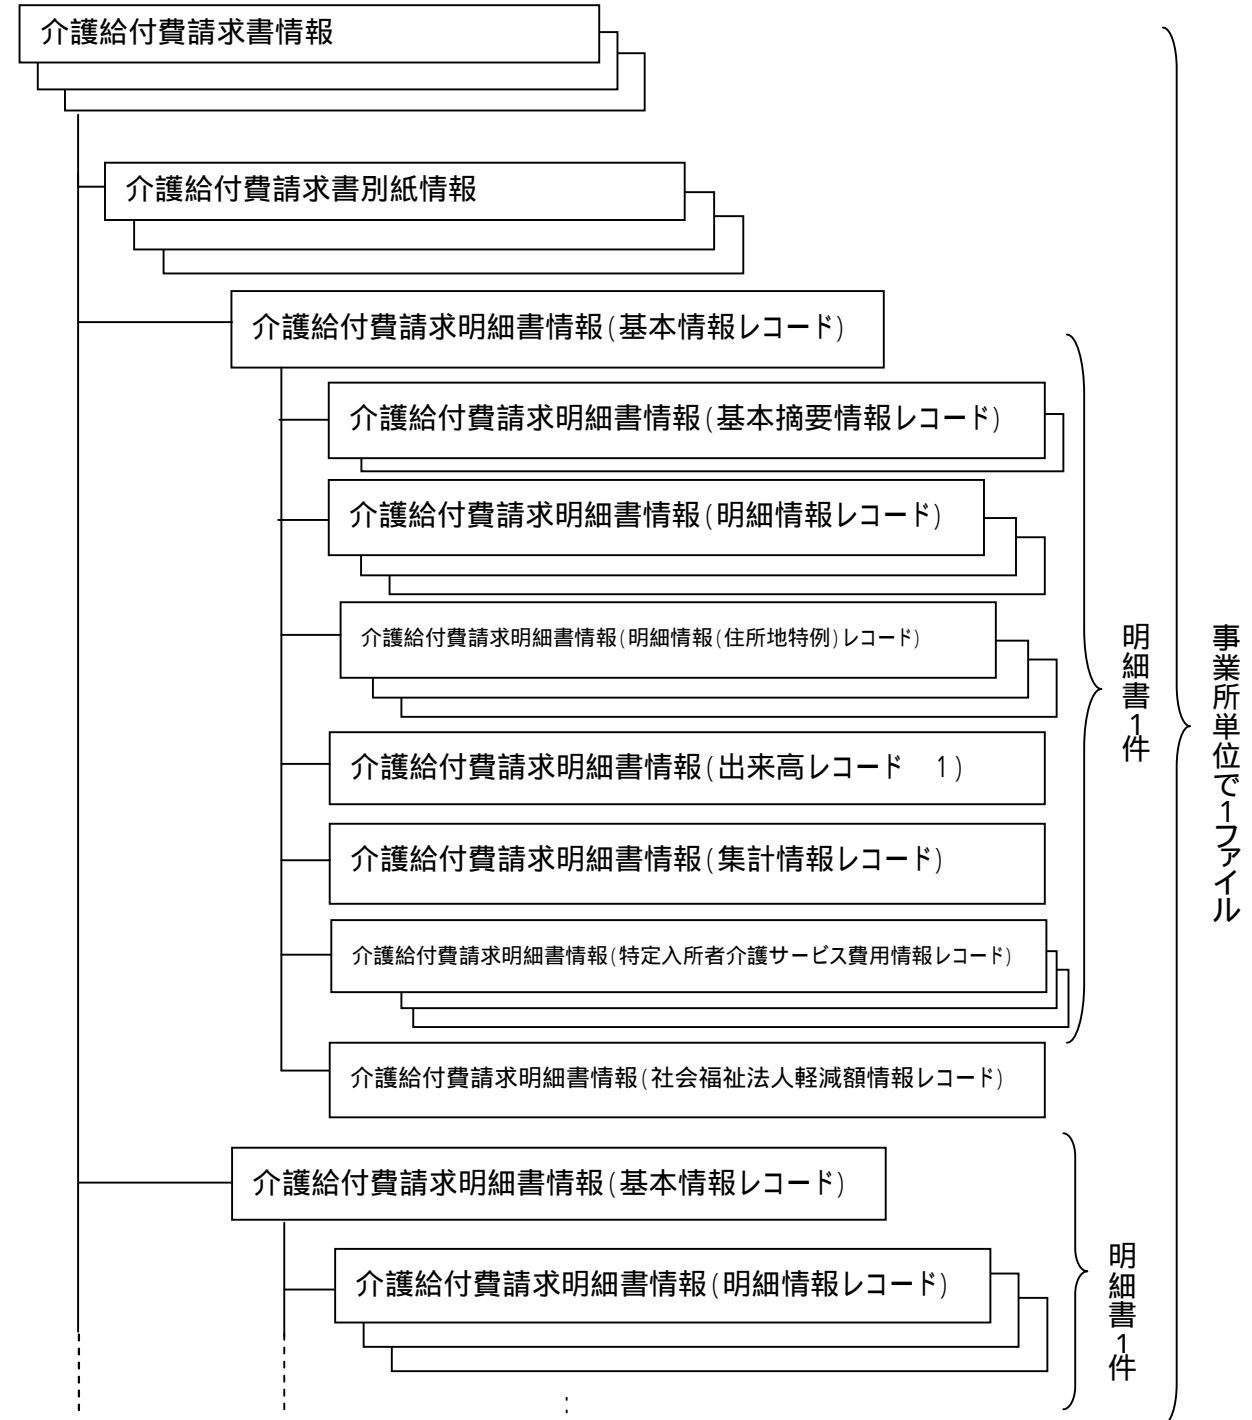 介護給付費請求書情報
介護給付費請求書別紙情報
介護給付費請求明細書情報(基本情報レコード)
介護給付費請求明細書情報(基本摘要情報レコード)
介護給付費請求明細書情報(明細情報レコード)
介護給付費請求明細書情報(明細情報(住所地特例)レコード)
介護給付費請求明細書情報(出来高レコード　1)
介護給付費請求明細書情報(集計情報レコード)
介護給付費請求明細書情報(特定入所者介護サービス費用情報レコード)
介護給付費請求明細書情報(社会福祉法人軽減額情報レコード)
明細書1件
介護給付費請求明細書情報(基本情報レコード)
介護給付費請求明細書情報(明細情報レコード)
明細書1件
事業所単位で1ファイル